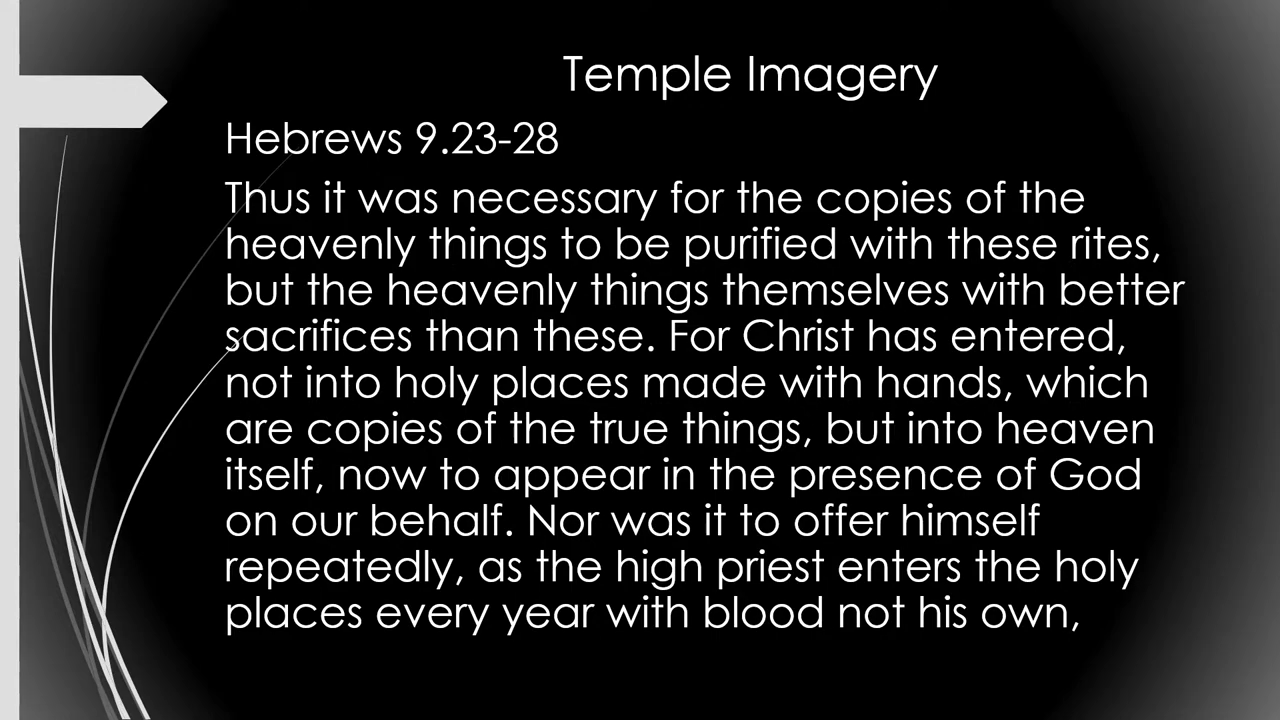 Temple Imagery
Hebrews 9.23-28
Thus it was necessary for the copies of the
heavenly things to be purified with these rites,
but the heavenly things themselves with better
sacrifices than these. For Christ has entered,
not into holy places made with hands, which
are copies of the true things, but into heaven
itself, now to appear in the presence of God
on our behalf. Nor was it to offer himself
repeatedly, as the high priest enters the holy
places every year with blood not his own,